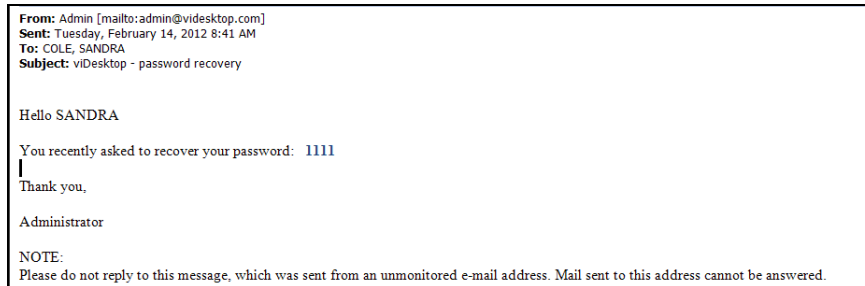 From: Admin [mailto:admin@videsktop.com]
Sent: Tuesday, February 14, 2012 8:41 AM
To: COLE, SANDRA
Subject: viDesktop - password recovery
Hello SANDRA
You recently asked to recover your password: 1111
Thank you,
Administrator
NOTE:
Please do not reply to this message, which was sent from an unmonitored e-mail address. Mail sent to this address cannot be answered.